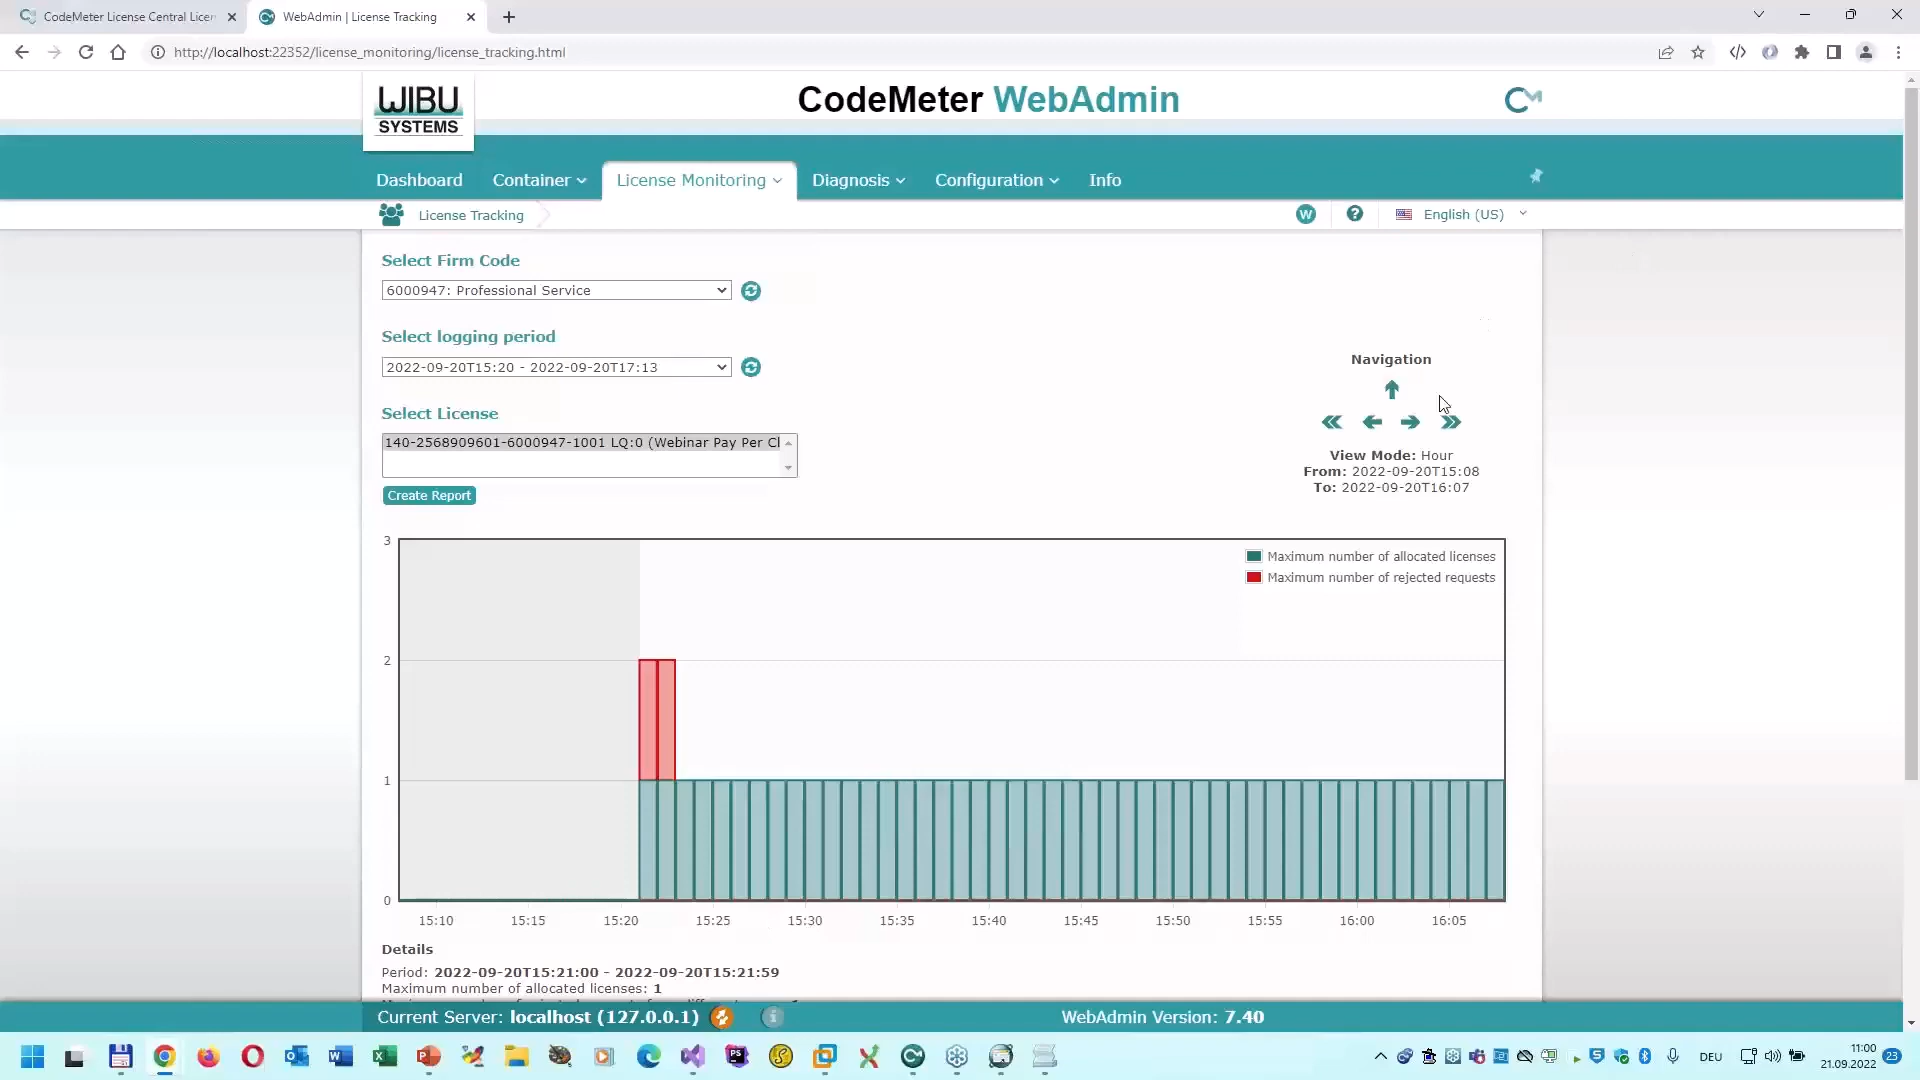 CodeMeter License Central Licen
WebAdmin | License Tracking
http://localhost:22352/license_monitoring/license_tracking.html
WIBU
SYSTEMS
CodeMeter WebAdmin
Dashboard
Container
License Monitoring
Diagnosis
Configuration
Info
License Tracking
W
?
English (US)
Select Firm Code
6000947: Professional Service
Select logging period
2022-09-20T15:20 - 2022-09-20T17:13
Select License
140-2568909601-6000947-1001 LQ:0 (Webinar Pay Per Cl
Create Report
Navigation
View Mode: Hour
From: 2022-09-20T15:08
To: 2022-09-20T16:07
Maximum number of allocated licenses
Maximum number of rejected requests
3
2
1
0
15:10 15:15 15:20 15:25 15:30 15:35 15:40 15:45 15:50 15:55 16:00 16:05
Details
Period: 2022-09-20T15:21:00 - 2022-09-20T15:21:59
Maximum number of allocated licenses: 1
Current Server: localhost (127.0.0.1)
WebAdmin Version: 7.40
DEU
11:00
21.09.2022
23